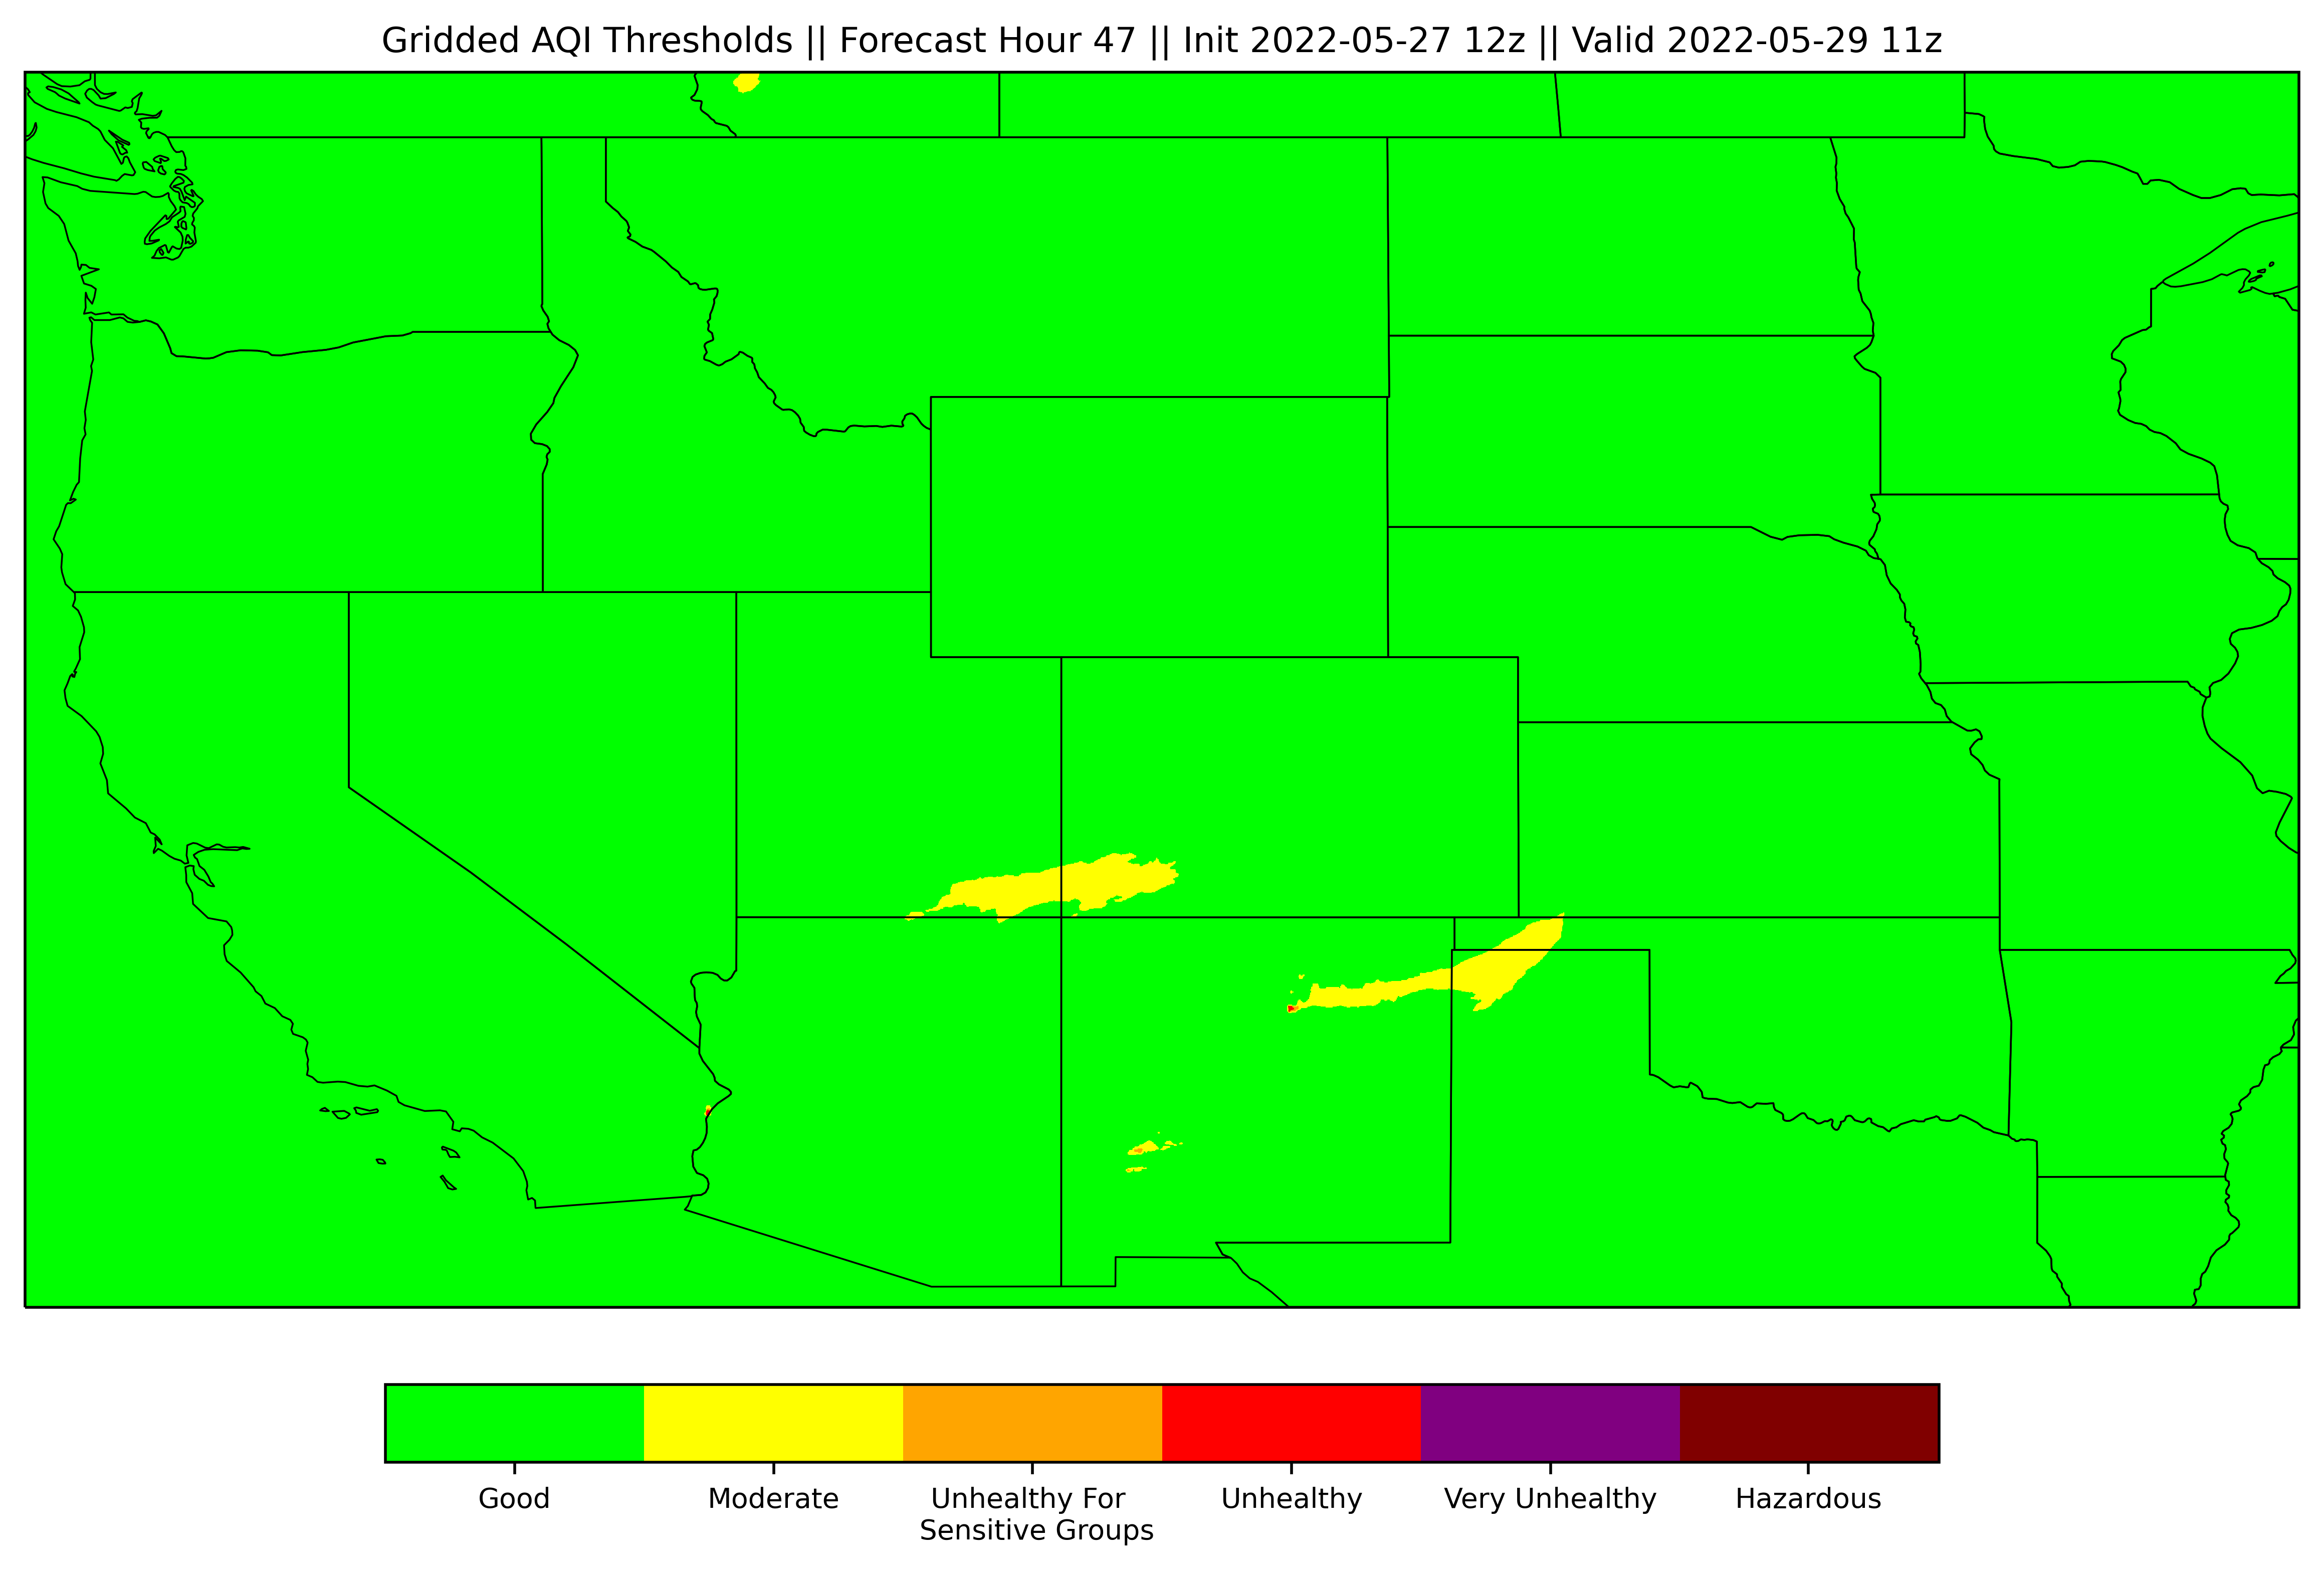 Gridded AQI Thresholds || Forecast Hour 47 || Init 2022-05-27 12z || Valid 2022-05-29 11z
Good
Moderate
Unhealthy For
Sensitive Groups
Unhealthy
Very Unhealthy
Hazardous